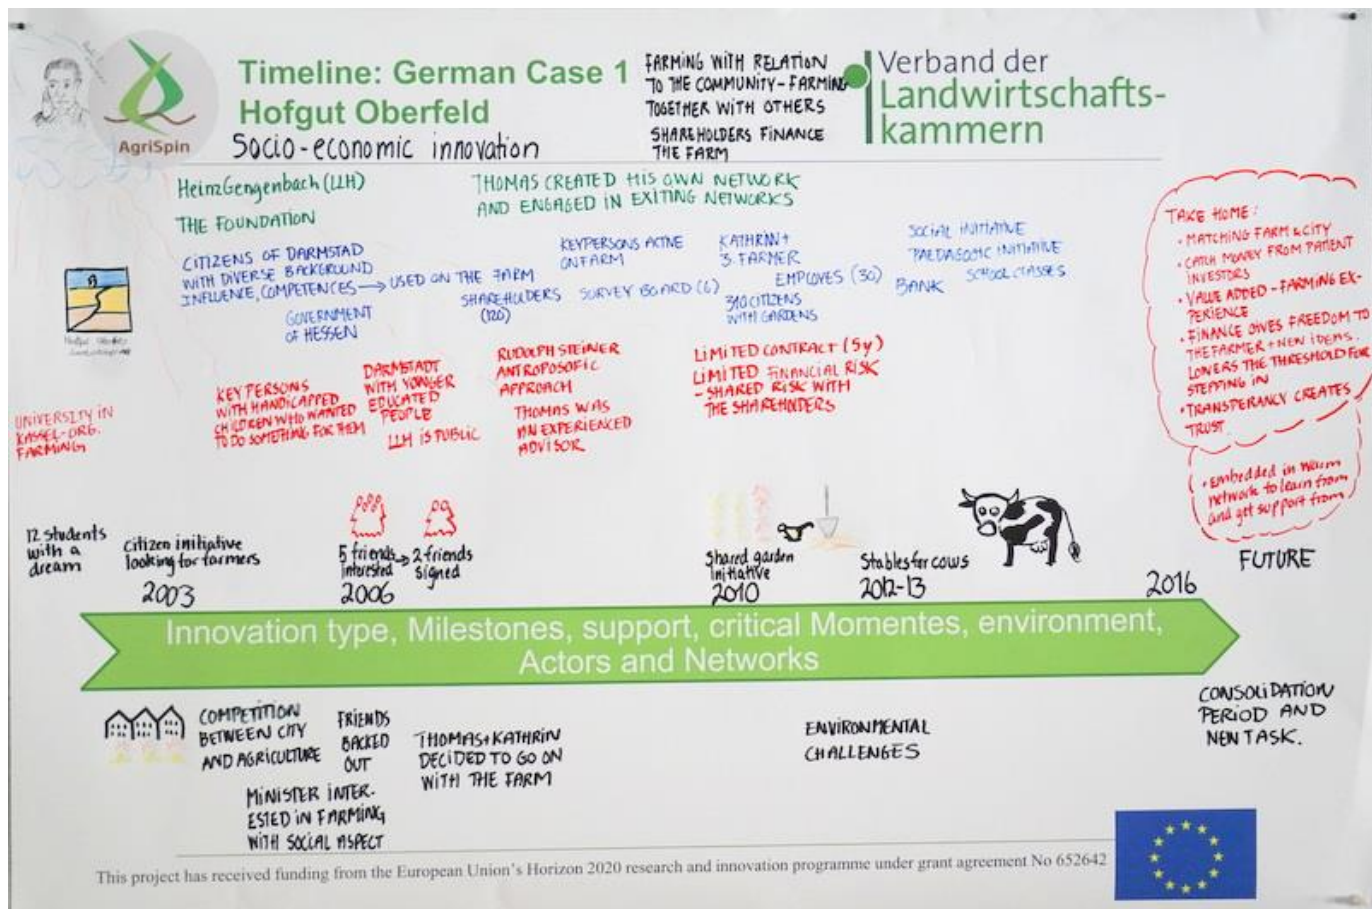 AgriSpin
Timeline: German Case 1
Hofgut Oberfeld
Socio-economic innovation
FARMING WITH RELATION
TO THE COMMUNITY - FARMING
TOGETHER WITH OTHERS
SHAREHOLDERS FINANCE
THE FARM
Verband der
Landwirtschafts-
kammern
Heinz Gengenbach (LLH)
THE FOUNDATION
THOMAS CREATED HIS OWN NETWORK
AND ENGAGED IN EXITING NETWORKS
CITIZENS OF DARMSTAD
WITH DIVERSE BACKGROUND
INFLUENCE, COMPETENCES → USED ON THE FARM
GOVERNMENT
OF HESSEN
SHAREHOLDERS
(120)
KEYPERSONS ACTIVE
ON FARM
SURVEY BOARD (6)
KATHRIN +
3. FARMER
EMPLOYES (30)
310 CITIZENS
WITH GARDENS
SOCIAL INITIATIVE
PAEDAGOGIC INITIATIVE
SCHOOL CLASSES
BANK
UNIVERSITY IN
KASSEL-ORG.
FARMING
KEY PERSONS
WITH HANDICAPPED
CHILDREN WHO WANTED
TO DO SOMETHING FOR THEM
DARMSTADT
WITH YONGER
EDUCATED
PEOPLE
LLH IS PUBLIC
RUDOLPH STEINER
ANTROPOSOFIC
APPROACH
THOMAS WAS
AN EXPERIENCED
ADVISOR
LIMITED CONTRACT (5y)
LIMITED FINANCIAL RISK
- SHARED RISK WITH
THE SHAREHOLDERS
TAKE HOME:
• MATCHING FARM & CITY
• CATCH MONEY FROM PATIENT
INVESTORS
• VALUE ADDED - FARMING EX-
PERIENCE
• FINANCE GIVES FREEDOM TO
THE FARMER + NEW IDEAS.
LOWERS THE THRESHOLD FOR
STEPPING IN
• TRANSPERANCY CREATES
TRUST.
• embedded in warm
network to learn from
and get support from
12 students
with a
dream
Citizen initiative
looking for farmers
2003
5 friends → 2 friends
interested signed
2006
Shared garden
initiative
2010
Stables for cows
2012-13
2016
FUTURE
Innovation type, Milestones, support, critical Momentes, environment,
Actors and Networks
COMPETITION
BETWEEN CITY
AND AGRICULTURE
MINISTER INTER-
ESTED IN FARMING
WITH SOCIAL ASPECT
FRIENDS
BACKED
OUT
THOMAS + KATHRIN
DECIDED TO GO ON
WITH THE FARM
ENVIRONMENTAL
CHALLENGES
CONSOLIDATION
PERIOD AND
NEW TASK.
This project has received funding from the European Union's Horizon 2020 research and innovation programme under grant agreement No 652642